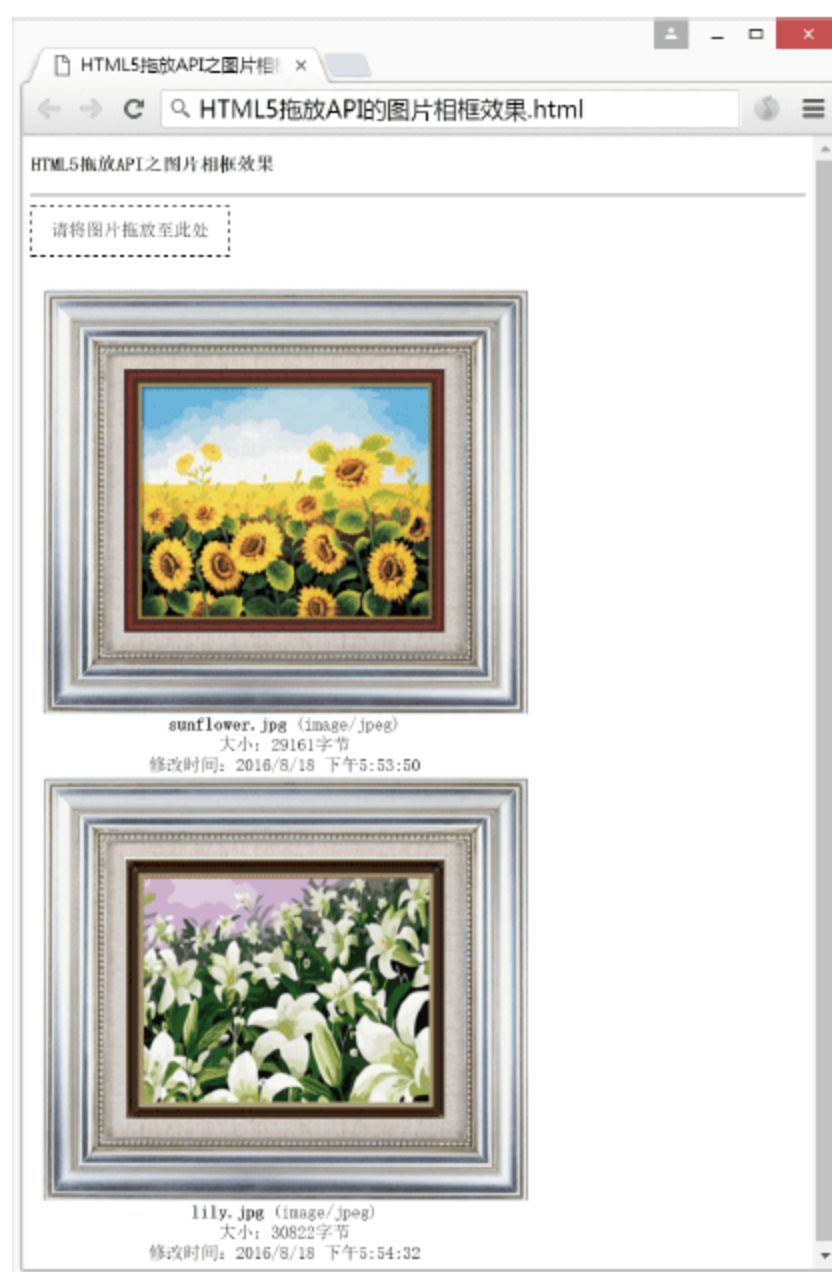 HTML5拖放API之图片相
HTML5拖放API的图片相框效果.html
HTML5拖放API之图片相框效果
请将图片拖放至此处
sunflower.jpg (image/jpeg)
大小：29161字节
修改时间：2016/8/18 下午5:53:50
lily.jpg (image/jpeg)
大小：30822字节
修改时间：2016/8/18 下午5:54:32